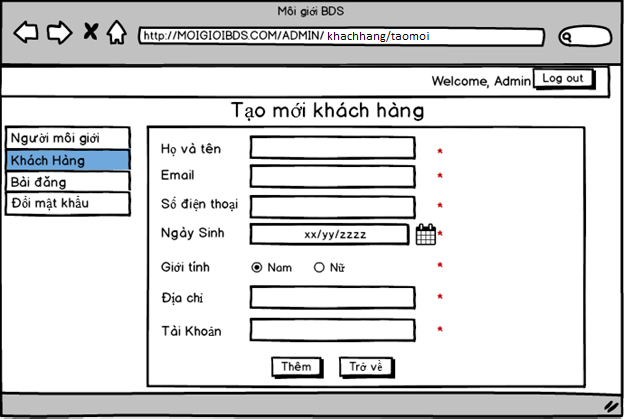 Môi giới BDS
http://MOIGIOIBDS.COM/ADMIN/ khachhang/taomoi
Welcome, Admin Log out
Tạo mới khách hàng
Người môi giới
Khách Hàng
Bài đăng
Đổi mật khẩu
Họ và tên *
Email *
Số điện thoại *
Ngày Sinh xx/yy/zzzz *
Giới tính Nam Nữ *
Địa chỉ *
Tài Khoản *
Thêm Trở về